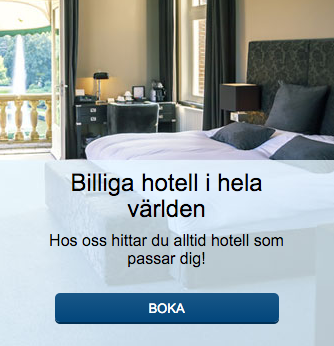 Billiga hotell i hela
världen
Hos oss hittar du alltid hotell som
passar dig!
BOKA